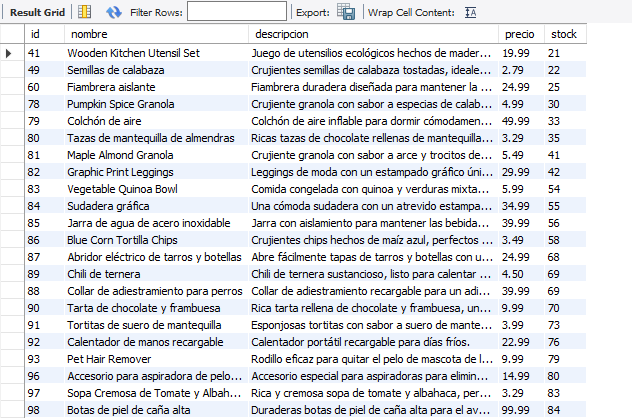 Result Grid Filter Rows: Export: Wrap Cell Content:
id nombre descripcion precio stock
41 Wooden Kitchen Utensil Set Juego de utensilios ecológicos hechos de mader... 19.99 21
49 Semillas de calabaza Crujientes semillas de calabaza tostadas, ideale... 2.79 22
60 Fiambrera aislante Fiambrera duradera diseñada para mantener la ... 24.99 25
78 Pumpkin Spice Granola Crujiente granola con sabor a especias de calab... 4.99 30
79 Colchón de aire Colchón de aire inflable para dormir cómodamen... 49.99 33
80 Tazas de mantequilla de almendras Ricas tazas de chocolate rellenas de mantequilla... 3.29 35
81 Maple Almond Granola Crujiente granola con sabor a arce y trocitos de... 5.49 41
82 Graphic Print Leggings Leggings de moda con un estampado gráfico úni... 29.99 42
83 Vegetable Quinoa Bowl Comida congelada con quinoa y verduras mixta... 5.99 54
84 Sudadera gráfica Una cómoda sudadera con un atrevido estampa... 34.99 55
85 Jarra de agua de acero inoxidable Jarra con aislamiento para mantener las bebida... 39.99 56
86 Blue Corn Tortilla Chips Crujientes chips hechos de maíz azul, perfectos ... 3.49 58
87 Abridor eléctrico de tarros y botellas Abre fácilmente tapas de tarros y botellas con u... 24.99 68
89 Chili de ternera Chili de ternera sustancioso, listo para calentar ... 4.50 69
88 Collar de adiestramiento para perros Collar de adiestramiento recargable para un adi... 39.99 69
90 Tarta de chocolate y frambuesa Rica tarta rellena de chocolate y frambuesa, un... 9.99 70
91 Tortitas de suero de mantequilla Esponjosas tortitas con sabor a suero de mante... 3.99 73
92 Calentador de manos recargable Calentador portátil recargable para días fríos. 22.99 76
93 Pet Hair Remover Rodillo eficaz para quitar el pelo de mascota de l... 9.99 79
96 Accesorio para aspiradora de pelo... Accesorio especial para aspiradoras para elimin... 14.99 80
97 Sopa Cremosa de Tomate y Albah... Rica y cremosa sopa de tomate y albahaca, per... 3.29 83
98 Botas de piel de caña alta Duraderas botas de piel de caña alta para el av... 99.99 84